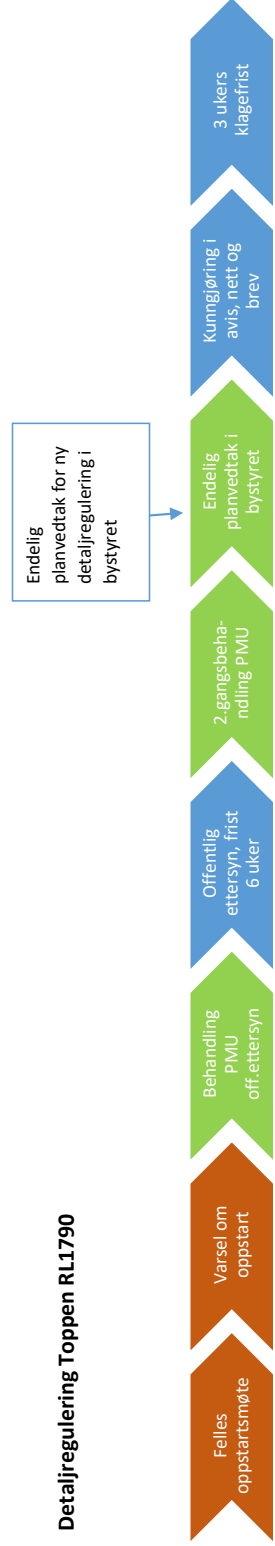 Detaljregulering Toppen RL1790
Endelig
planvedtak for ny
detaljregulering i
bystyret
Felles
oppstartsmøte
Varsel om
oppstart
Behandling
PMU
off.ettersyn
Offentlig
ettersyn, frist
6 uker
2.gangsbeha-
ndling PMU
Endelig
planvedtak i
bystyret
Kunngjøring i
avis, nett og
brev
3 ukers
klagefrist